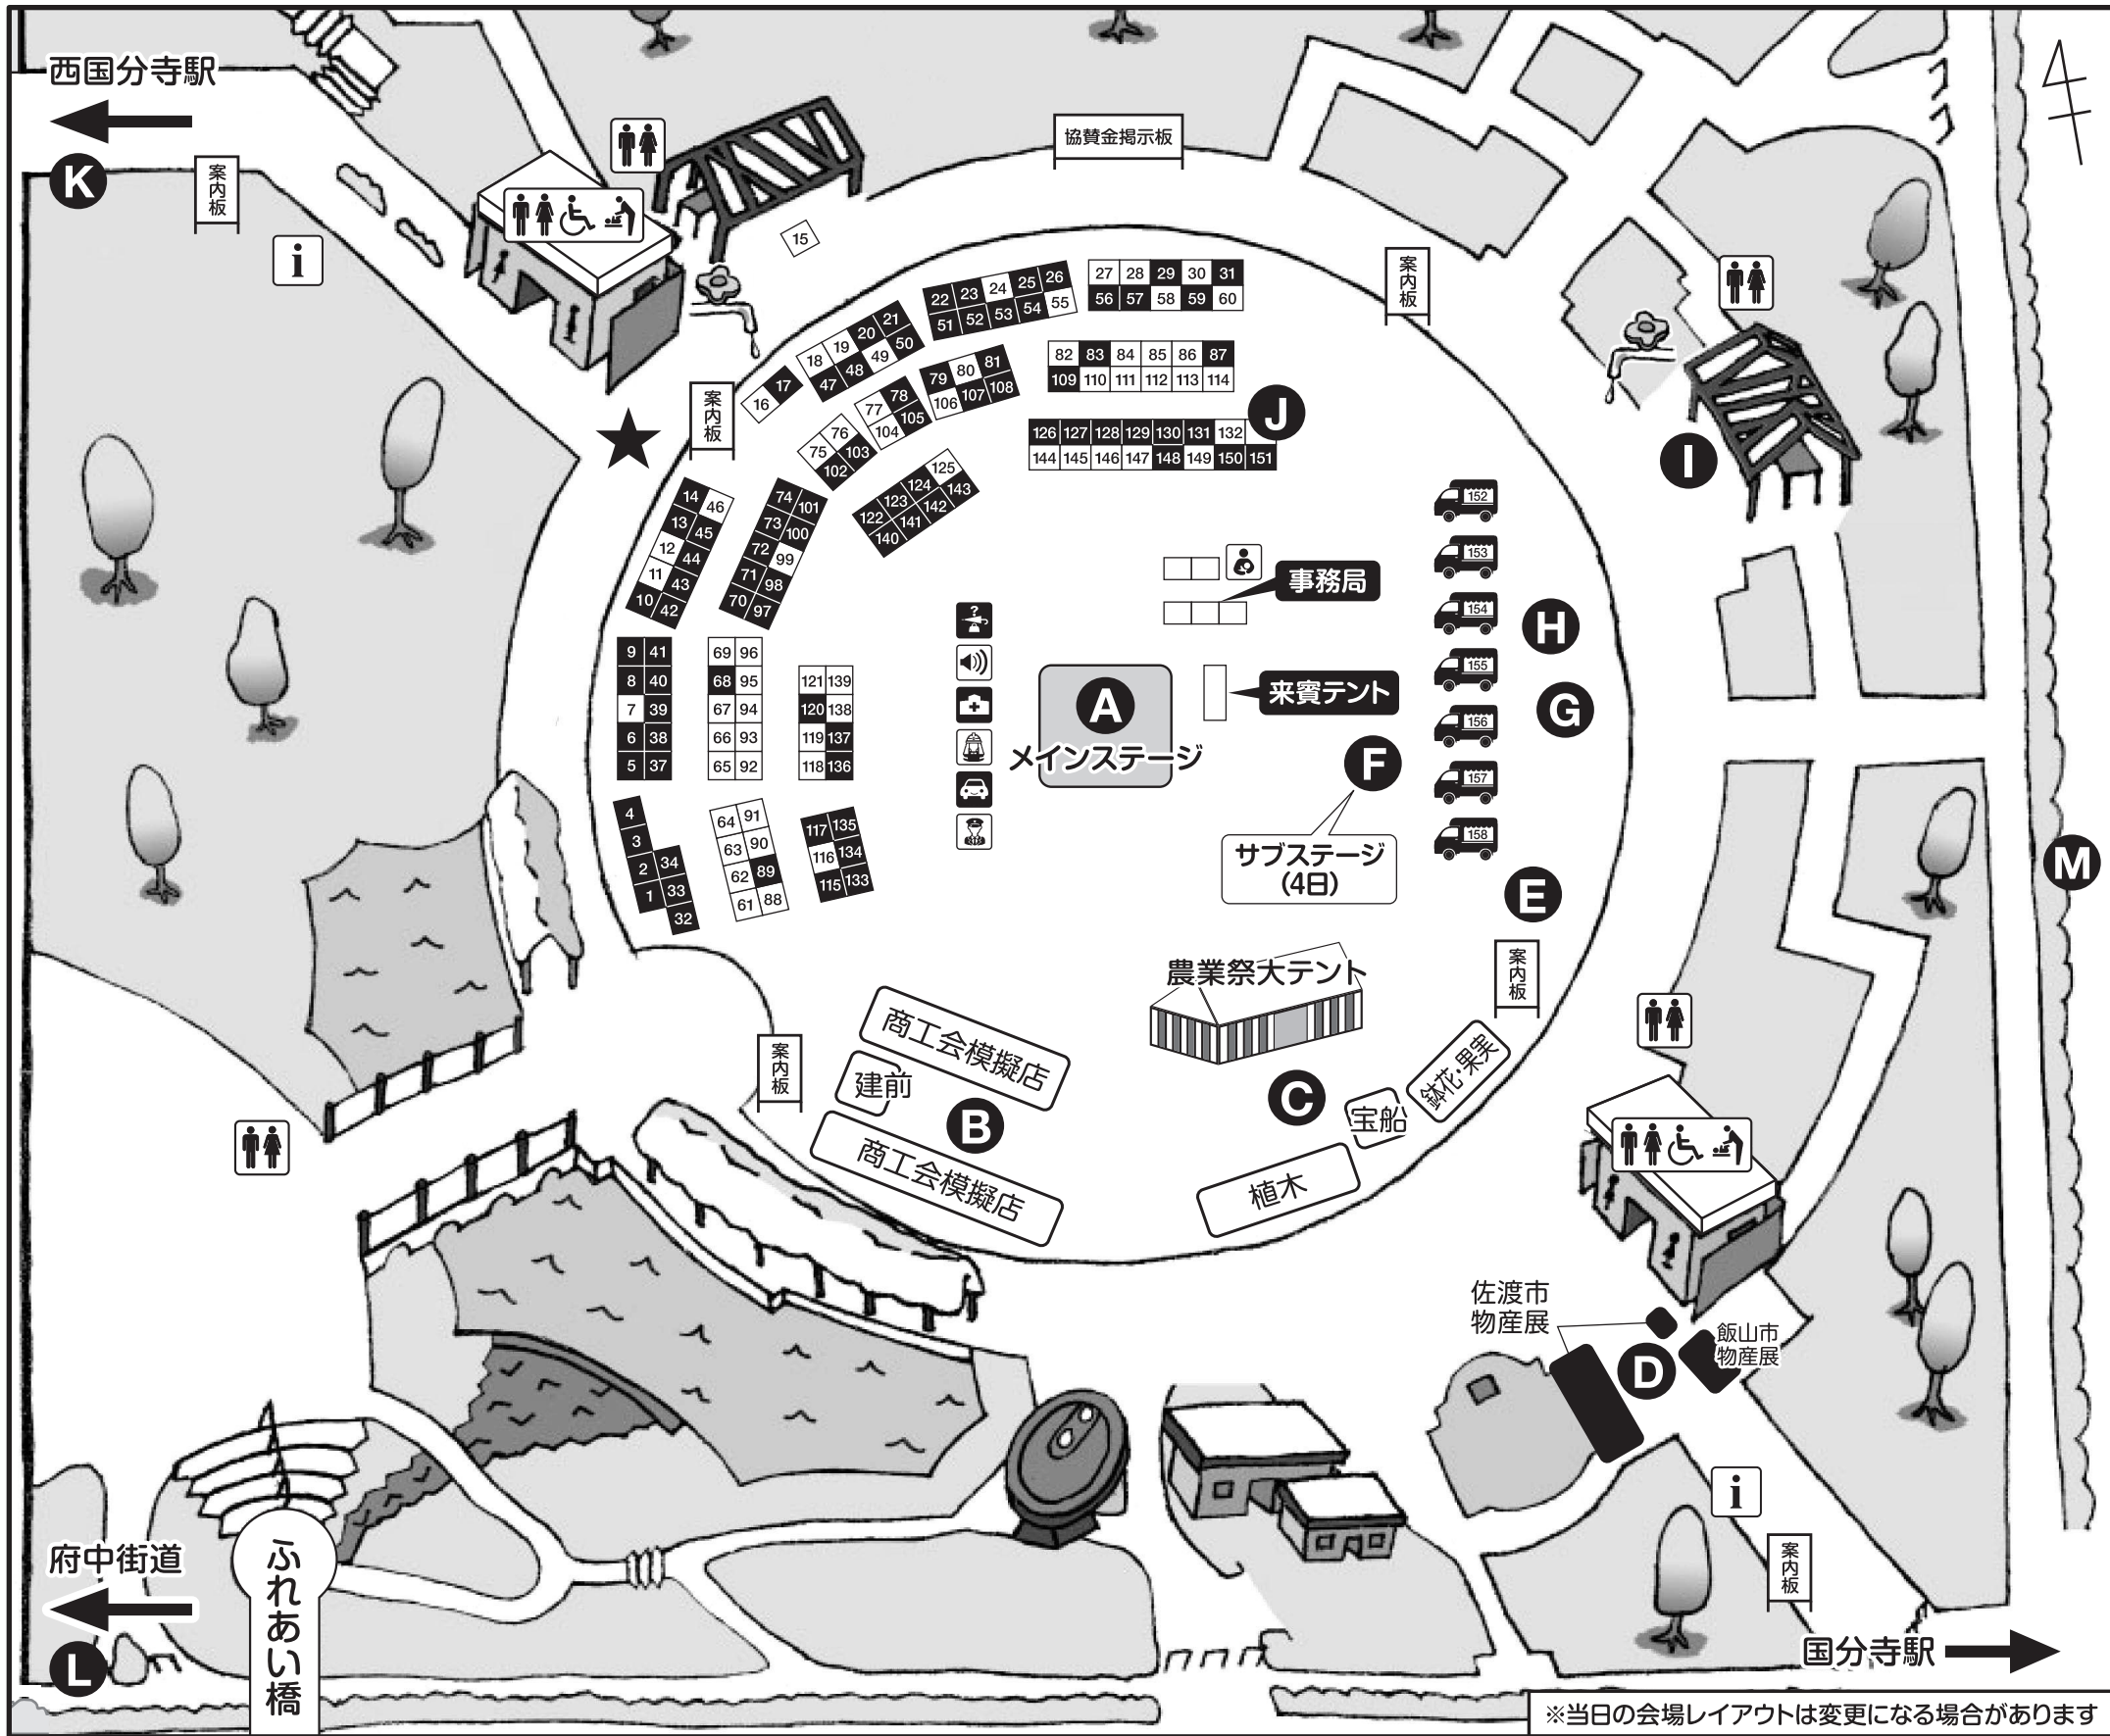 西国分寺駅
K
案内板
i
協賛金掲示板
15
案内板
案内板
16 17
18 19 20 21
47 48 49 50
22 23 24 25 26
51 52 53 54 55
27 28 29 30 31
56 57 58 59 60
75 76
102 103
77 78
104 105
79 80 81
106 107 108
82 83 84 85 86 87
109 110 111 112 113 114
J
126 127 128 129 130 131 132
144 145 146 147 148 149 150 151
122 123 124 125
140 141 142 143
I
14 46
13 45
12 44
11 43
10 42
74 101
73 100
72 99
71 98
70 97
9 41
8 40
7 39
6 38
5 37
69 96
68 95
67 94
66 93
65 92
121 139
120 138
119 137
118 136
4
3
2 34
1 33
32
64 91
63 90
62 89
61 88
117 135
116 134
115 133
?
事務局
来賓テント
A
メインステージ
F
サブステージ
(4日)
152
153
154
155
156
157
158
H
G
E
M
案内板
農業祭大テント
C
鉢花・果実
宝船
植木
案内板
商工会模擬店
建前
B
商工会模擬店
佐渡市
物産展
D
飯山市
物産展
i
案内板
府中街道
L
ふれあい橋
国分寺駅
※当日の会場レイアウトは変更になる場合があります